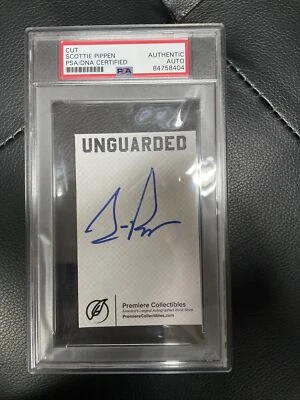 CUT
SCOTTIE PIPPEN
PSA/DNA CERTIFIED
AUTHENTIC
AUTO
PSA
84758404
UNGUARDED
Premiere Collectibles
America's Largest Autographed Book Store
PremiereCollectibles.com